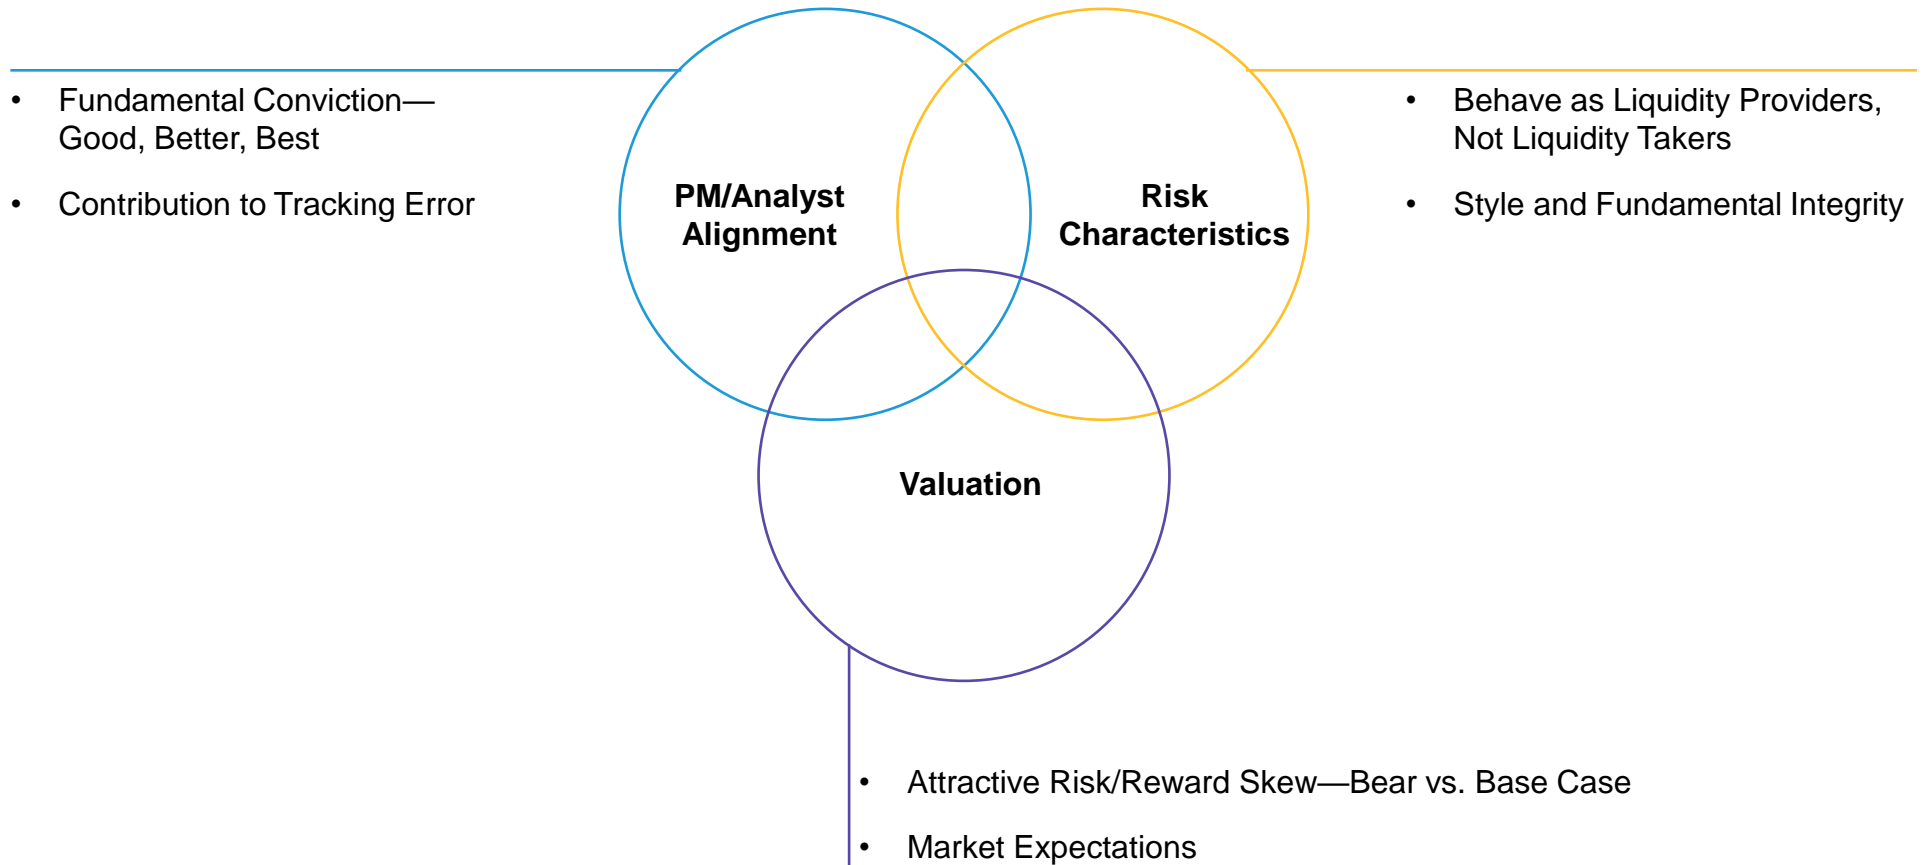 • Fundamental Conviction—
Good, Better, Best
• Contribution to Tracking Error
PM/Analyst
Alignment
Risk
Characteristics
• Behave as Liquidity Providers,
Not Liquidity Takers
• Style and Fundamental Integrity
Valuation
• Attractive Risk/Reward Skew—Bear vs. Base Case
• Market Expectations